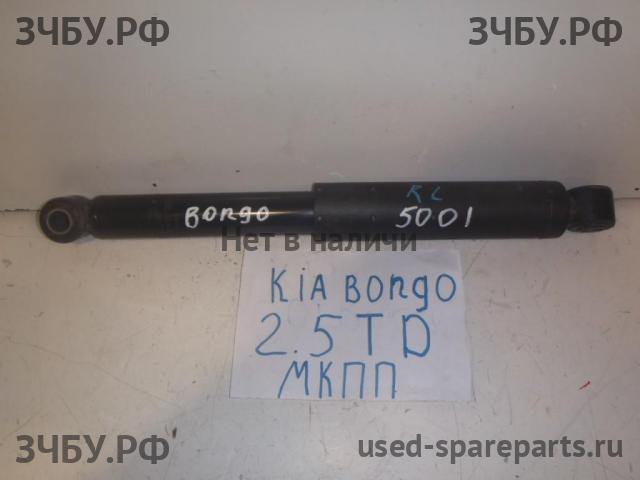 ЗЧБУ.РФ ЗЧБУ.РФ
RL
BONGO 5001
Нет в наличии
KIA BONGO
2.5 TD
МКПП
ЗЧБУ.РФ used-spareparts.ru